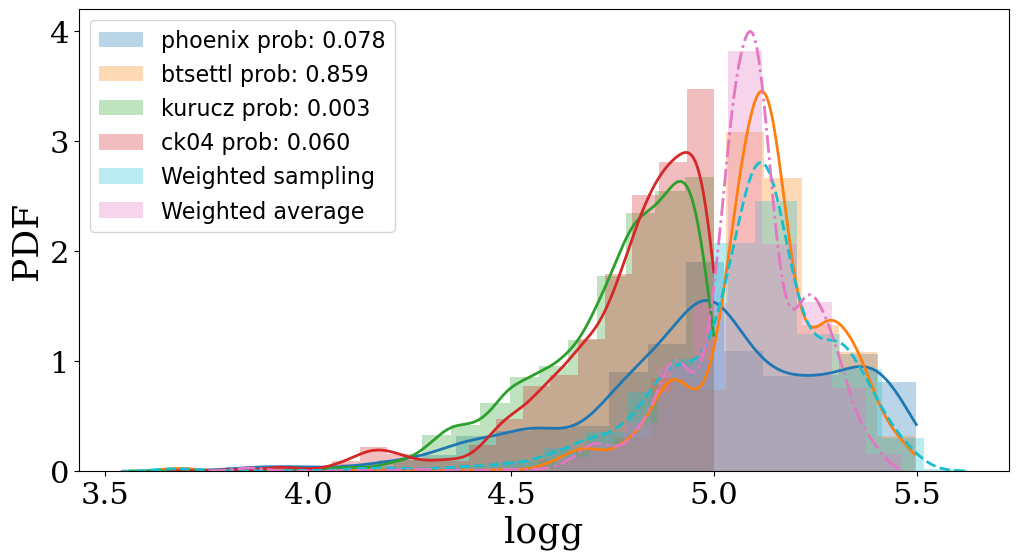 4
3
2
1
0
PDF
phoenix prob: 0.078
btsettl prob: 0.859
kurucz prob: 0.003
ck04 prob: 0.060
Weighted sampling
Weighted average
3.5 4.0 4.5 5.0 5.5
logg